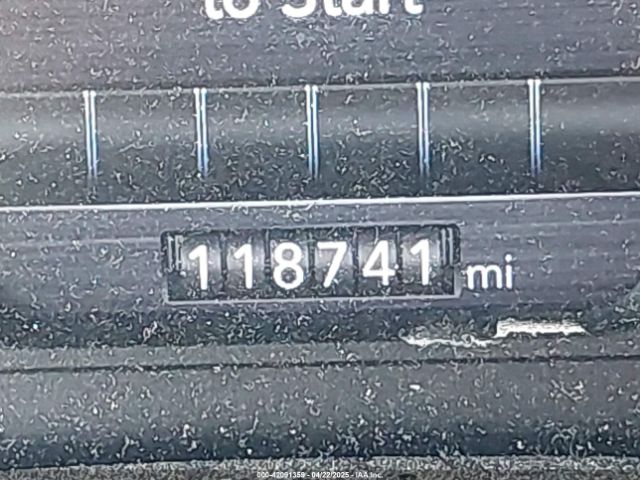 to Start
118741 mi
000-42091359 - 04/22/2025 - IAA Inc.